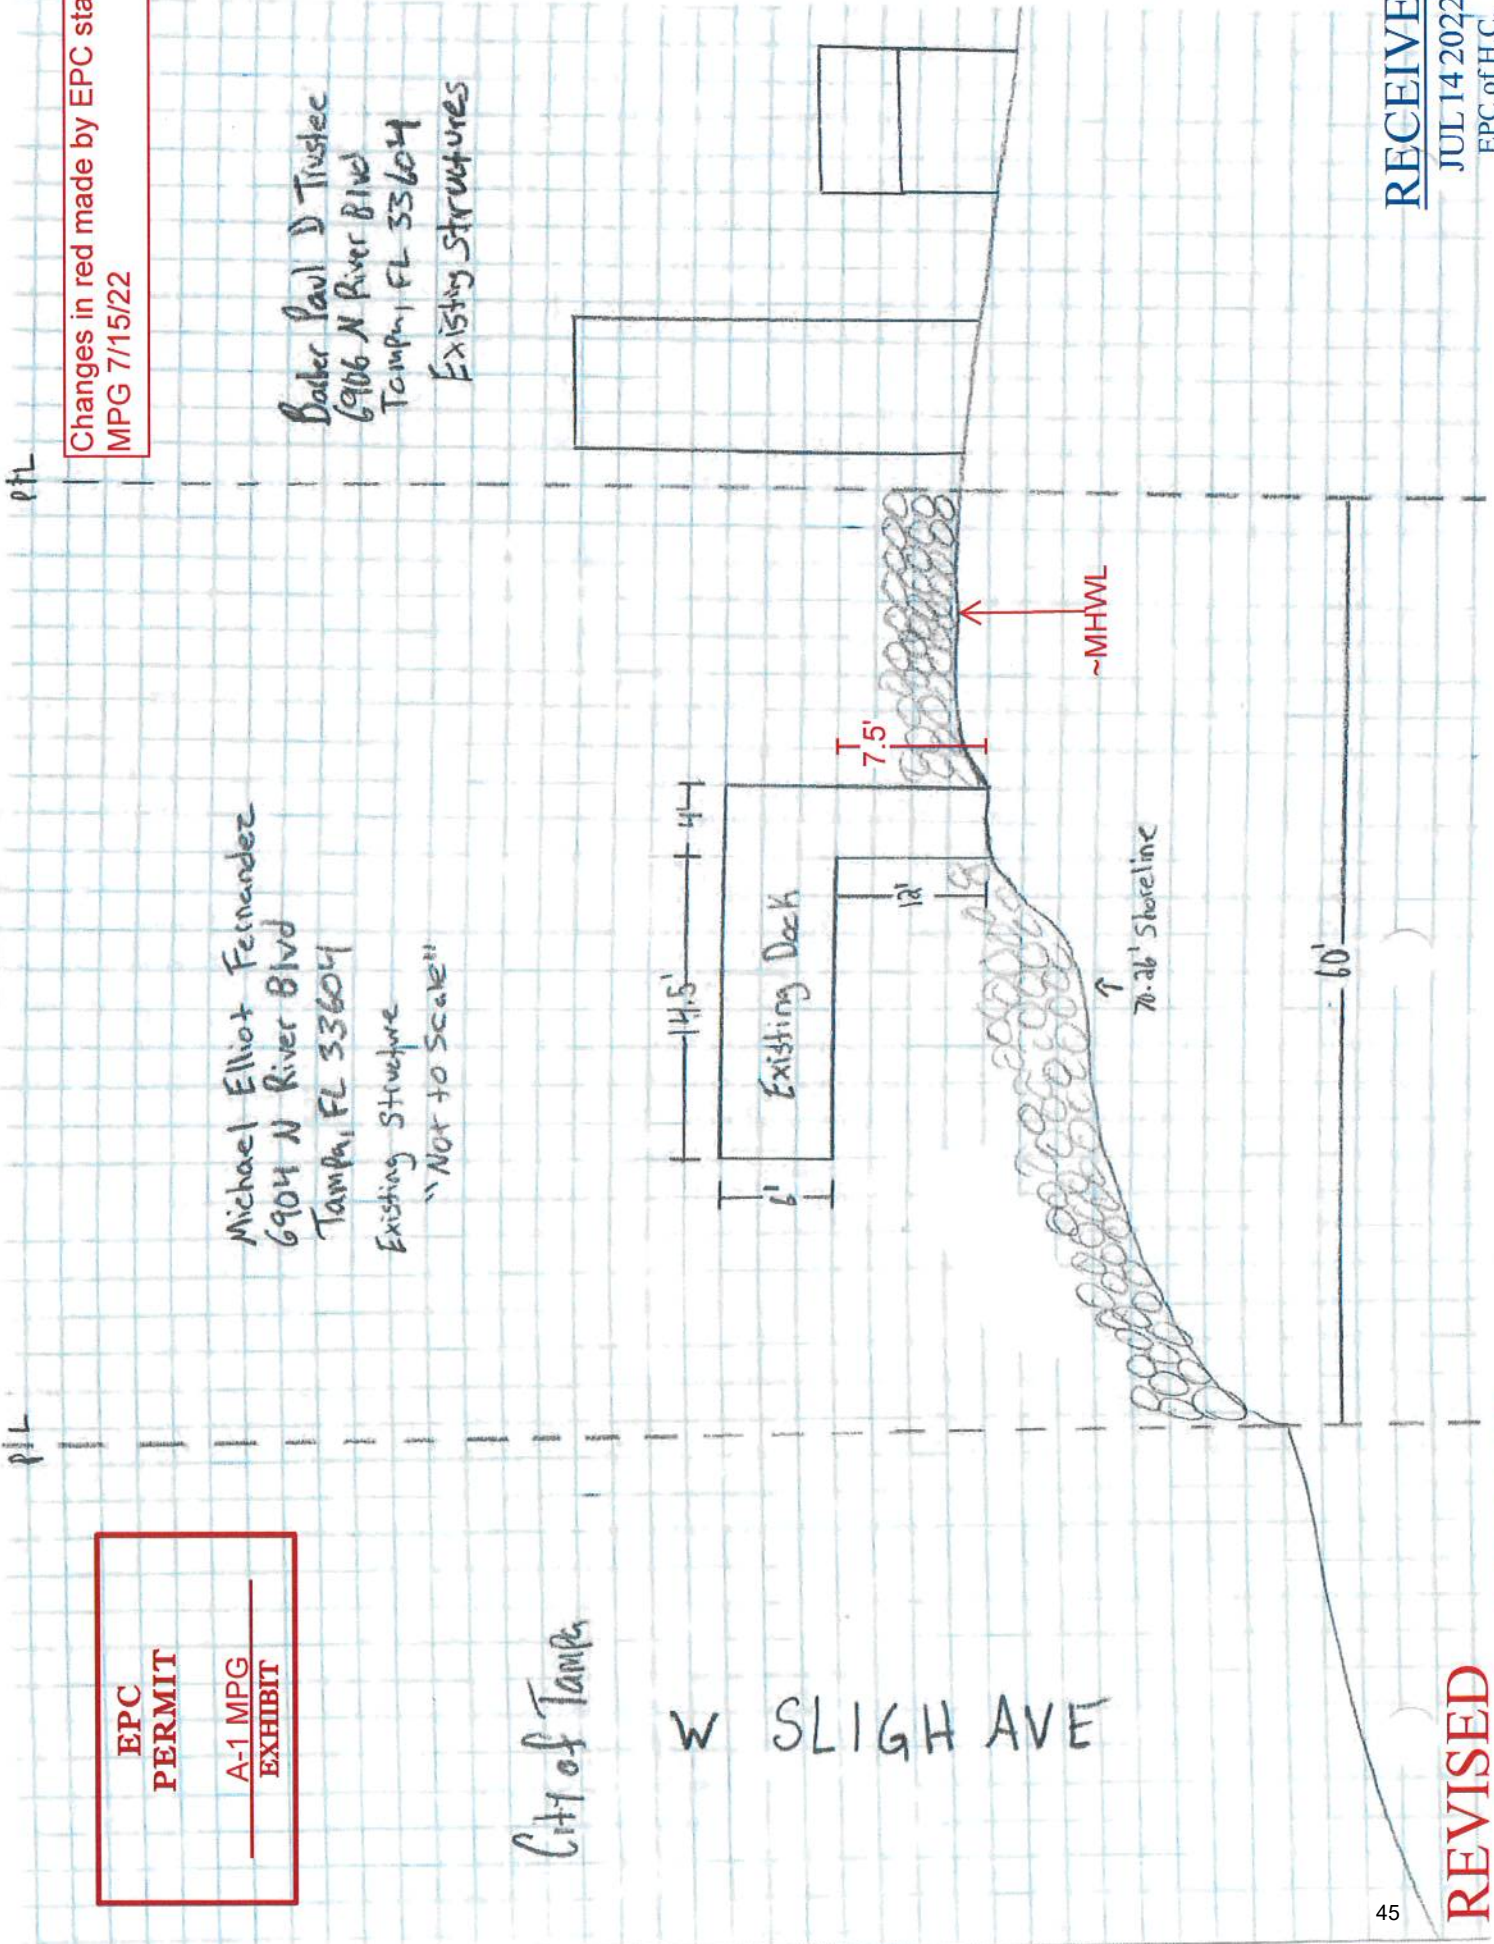 EPC
PERMIT
A-1 MPG
EXHIBIT
P+L
P+L
Changes in red made by EPC sta
MPG 7/15/22
City of Tampa
W SLIGH AVE
Michael Elliot Fernandez
6904 N River Blvd
Tampa, FL 33604
Existing Structure
"Not to Scale"
Barber Paul D Trustee
6906 N River Blvd
Tampa, FL 33604
Existing structures
14.5'
4'
6'
Existing Dock
12'
7.5'
~MHWL
70.26' Shoreline
60'
REVISED
RECEIVE
JUL 14 2022
EPC of H.C.
45